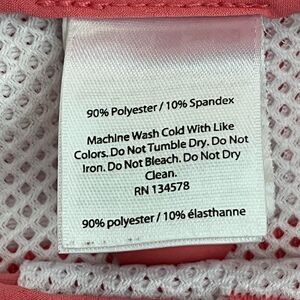 90% Polyester / 10% Spandex
Machine Wash Cold With Like
Colors. Do Not Tumble Dry. Do Not
Iron. Do Not Bleach. Do Not Dry
Clean.
RN 134578
90% polyester / 10% élasthanne